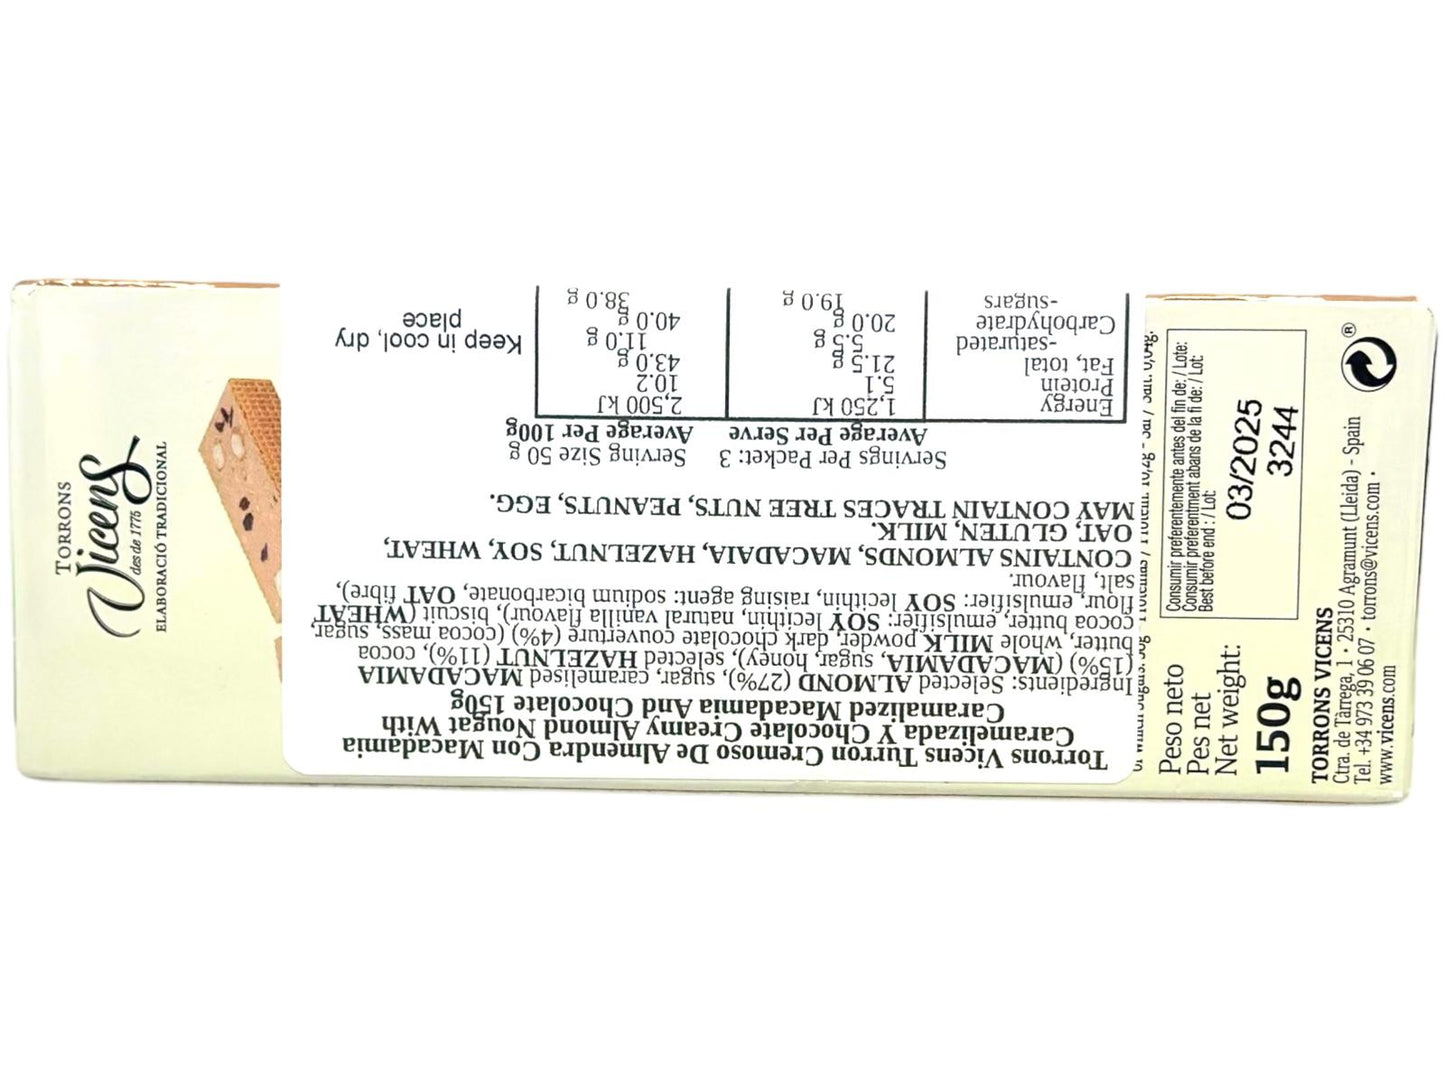 TORRONS
Vicens
des de 1775
ELABORACIÓ TRADICIONAL
Torrons Vicens Turron Cremoso De Almendra Con Macadamia
Caramelizada Y Chocolate Creamy Almond Nougat With
Caramalized Macadamia And Chocolate 150g
Ingredients: Selected ALMOND (27%), sugar, caramelised MACADAMIA
(15%) (MACADAMIA, sugar, honey), selected HAZELNUT (11%), cocoa
butter, whole MILK powder, dark chocolate couverture (4%) (cocoa mass, sugar,
cocoa butter, emulsifier: SOY lecithin, natural vanilla flavour), biscuit (WHEAT
flour, emulsifier: SOY lecithin, raising agent: sodium bicarbonate, OAT fibre),
salt, flavour.
CONTAINS ALMONDS, MACADAIA, HAZELNUT, SOY, WHEAT,
OAT, GLUTEN, MILK.
MAY CONTAIN TRACES TREE NUTS, PEANUTS, EGG.
Servings Per Packet: 3 Serving Size 50 g
Average Per Serve Average Per 100g
Energy 1,250 kJ 2,500 kJ
Protein 5.1 10.2
Fat, total 21.5 g 43.0 g
-saturated 5.5 g 11.0 g
Carbohydrate 20.0 g 40.0 g
-sugars 19.0 g 38.0 g
Keep in cool, dry
place
Consumir preferentemente antes del fin de: / Lote:
Consumir preferentment abans de la fi de: / Lot:
Best before end : / Lot:
03/2025
3244
Peso neto
Pes net
Net weight:
150g
TORRONS VICENS
Ctra. de Tàrrega, 1 · 25310 Agramunt (Lleida) - Spain
Tel. +34 973 39 06 07 · torrons@vicens.com ·
www.vicens.com
®